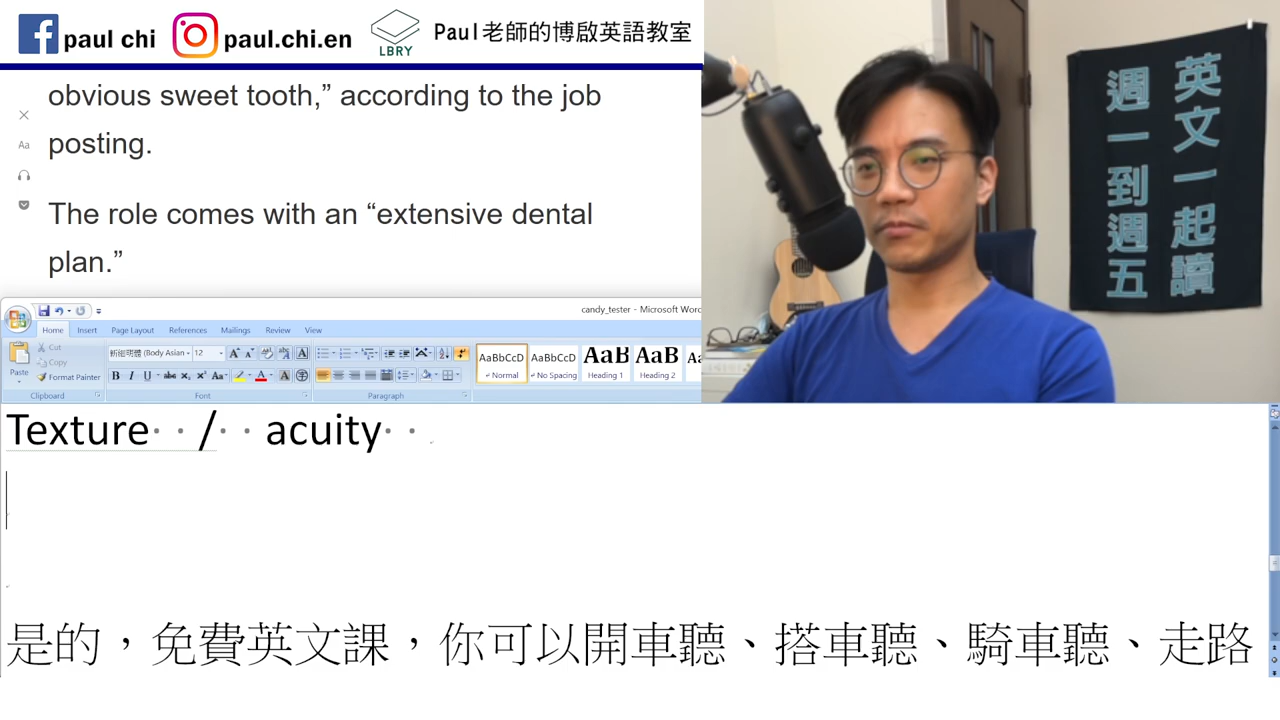 paul chi
paul.chi.en
LBRY
Paul老師的博啟英語教室
obvious sweet tooth,” according to the job
posting.
Aa
The role comes with an “extensive dental
plan.”
英文一起讀
週一到週五
candy_tester - Microsoft Word
Home Insert Page Layout References Mailings Review View
Paste
Cut
Copy
Format Painter
Clipboard
新細明體 (Body Asian 12
Font
Paragraph
AaBbCcD AaBbCcD AaBb AaBb Aa
Normal No Spacing Heading 1 Heading 2
Texture / acuity
是的，免費英文課，你可以開車聽、搭車聽、騎車聽、走路